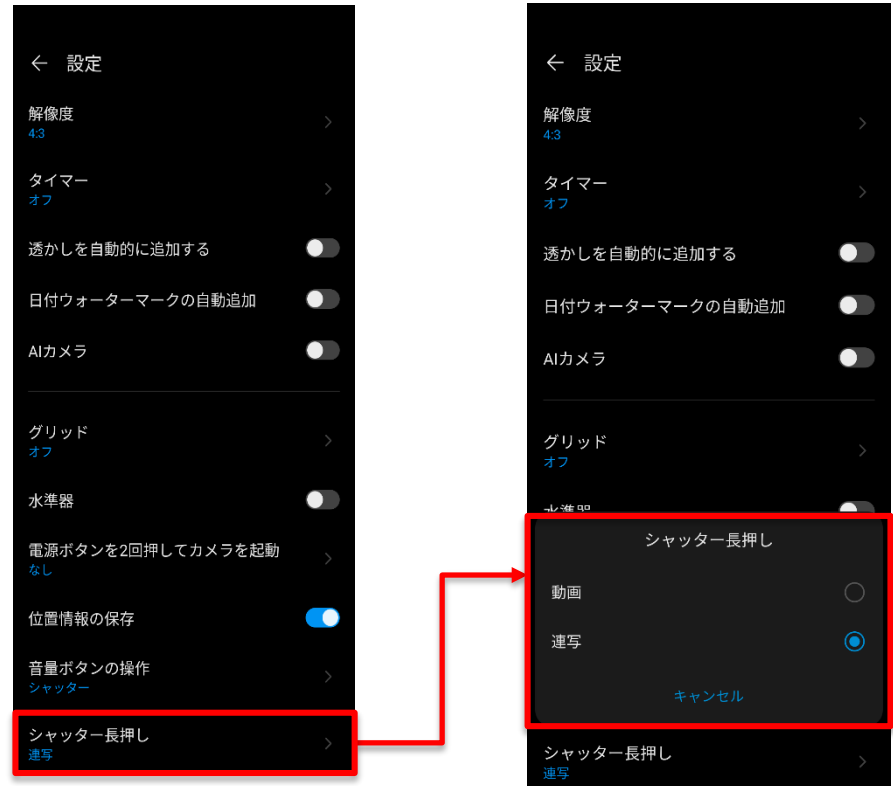 設定
解像度
4:3
タイマー
オフ
透かしを自動的に追加する
日付ウォーターマークの自動追加
AIカメラ
グリッド
オフ
水準器
電源ボタンを2回押してカメラを起動
なし
位置情報の保存
音量ボタンの操作
シャッター
シャッター長押し
連写
設定
解像度
4:3
タイマー
オフ
透かしを自動的に追加する
日付ウォーターマークの自動追加
AIカメラ
グリッド
オフ
水準器
シャッター長押し
動画
連写
キャンセル
シャッター長押し
連写